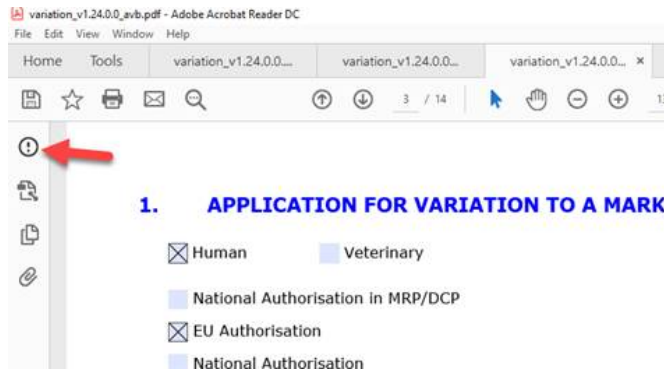 variation_v1.24.0.0_avb.pdf - Adobe Acrobat Reader DC
File Edit View Window Help
Home Tools variation_v1.24.0.0.... variation_v1.24.0.0... variation_v1.24.0.0... ×
3 / 14
1. APPLICATION FOR VARIATION TO A MARK
Human Veterinary
National Authorisation in MRP/DCP
EU Authorisation
National Authorisation